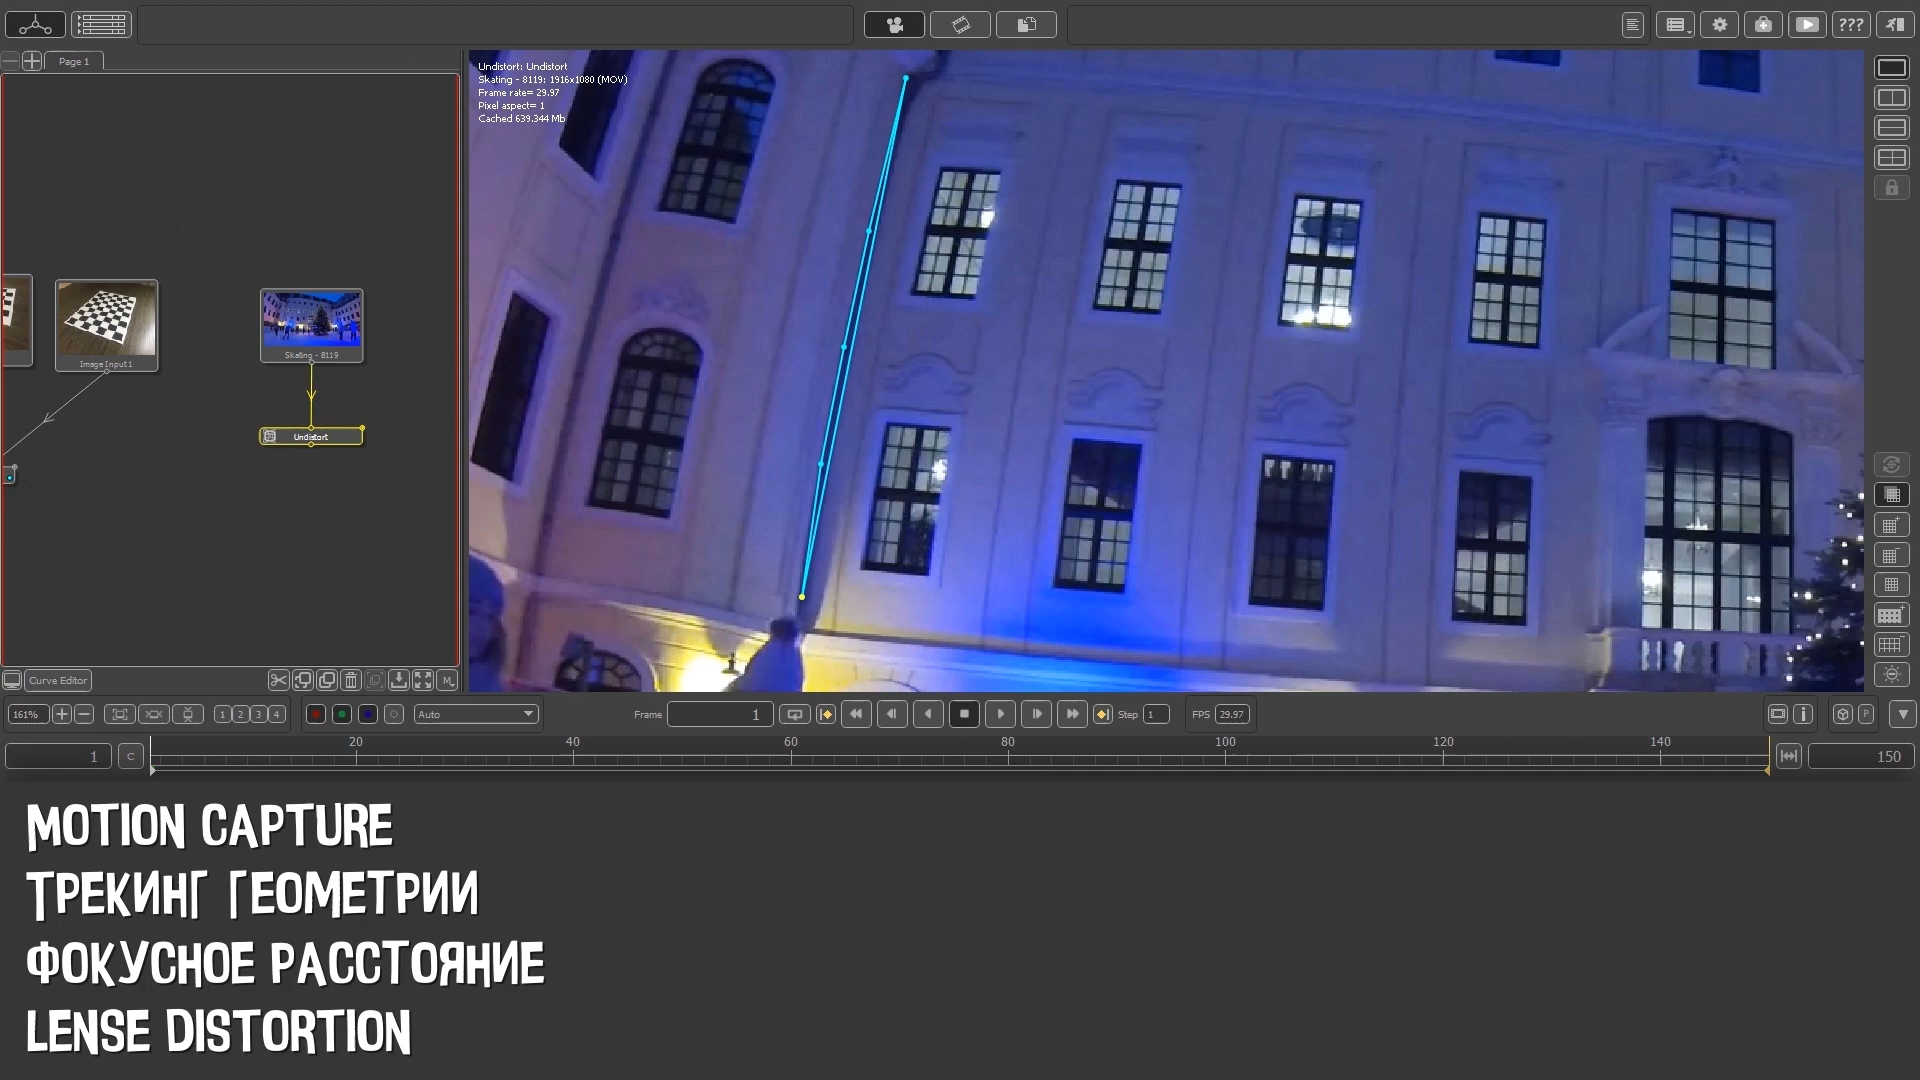 ???
Page 1
Undistort: Undistort
Skating - 8119: 1916x1080 (MOV)
Frame rate= 29.97
Pixel aspect= 1
Cached 639.344 Mb
ImageInput1
Skating - 8119
Undistort
Curve Editor
M
161%
1 2 3 4
Auto
Frame 1
Step 1
FPS 29.97
P
1 C 20 40 60 80 100 120 140 150
MOTION CAPTURE
ТРЕКИНГ ГЕОМЕТРИИ
ФОКУСНОЕ РАССТОЯНИЕ
LENSE DISTORTION